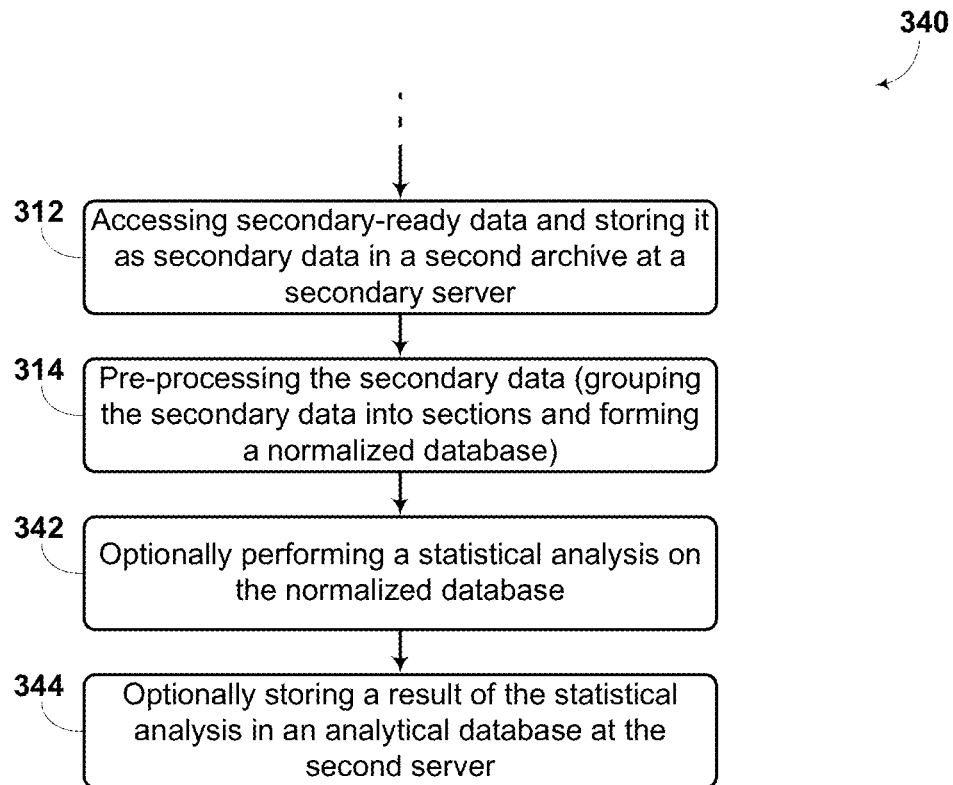 340
312
Accessing secondary-ready data and storing it
as secondary data in a second archive at a
secondary server
314
Pre-processing the secondary data (grouping
the secondary data into sections and forming
a normalized database)
342
Optionally performing a statistical analysis on
the normalized database
344
Optionally storing a result of the statistical
analysis in an analytical database at the
second server